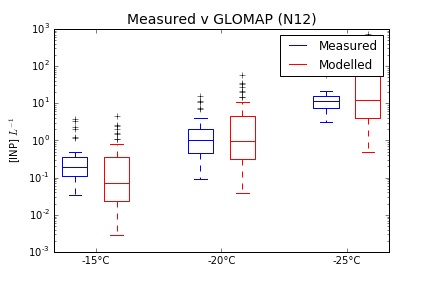 Measured v GLOMAP (N12)
10³
10²
10¹
10⁰
10⁻¹
10⁻²
10⁻³
[INP] L⁻¹
Measured
Modelled
-15°C
-20°C
-25°C